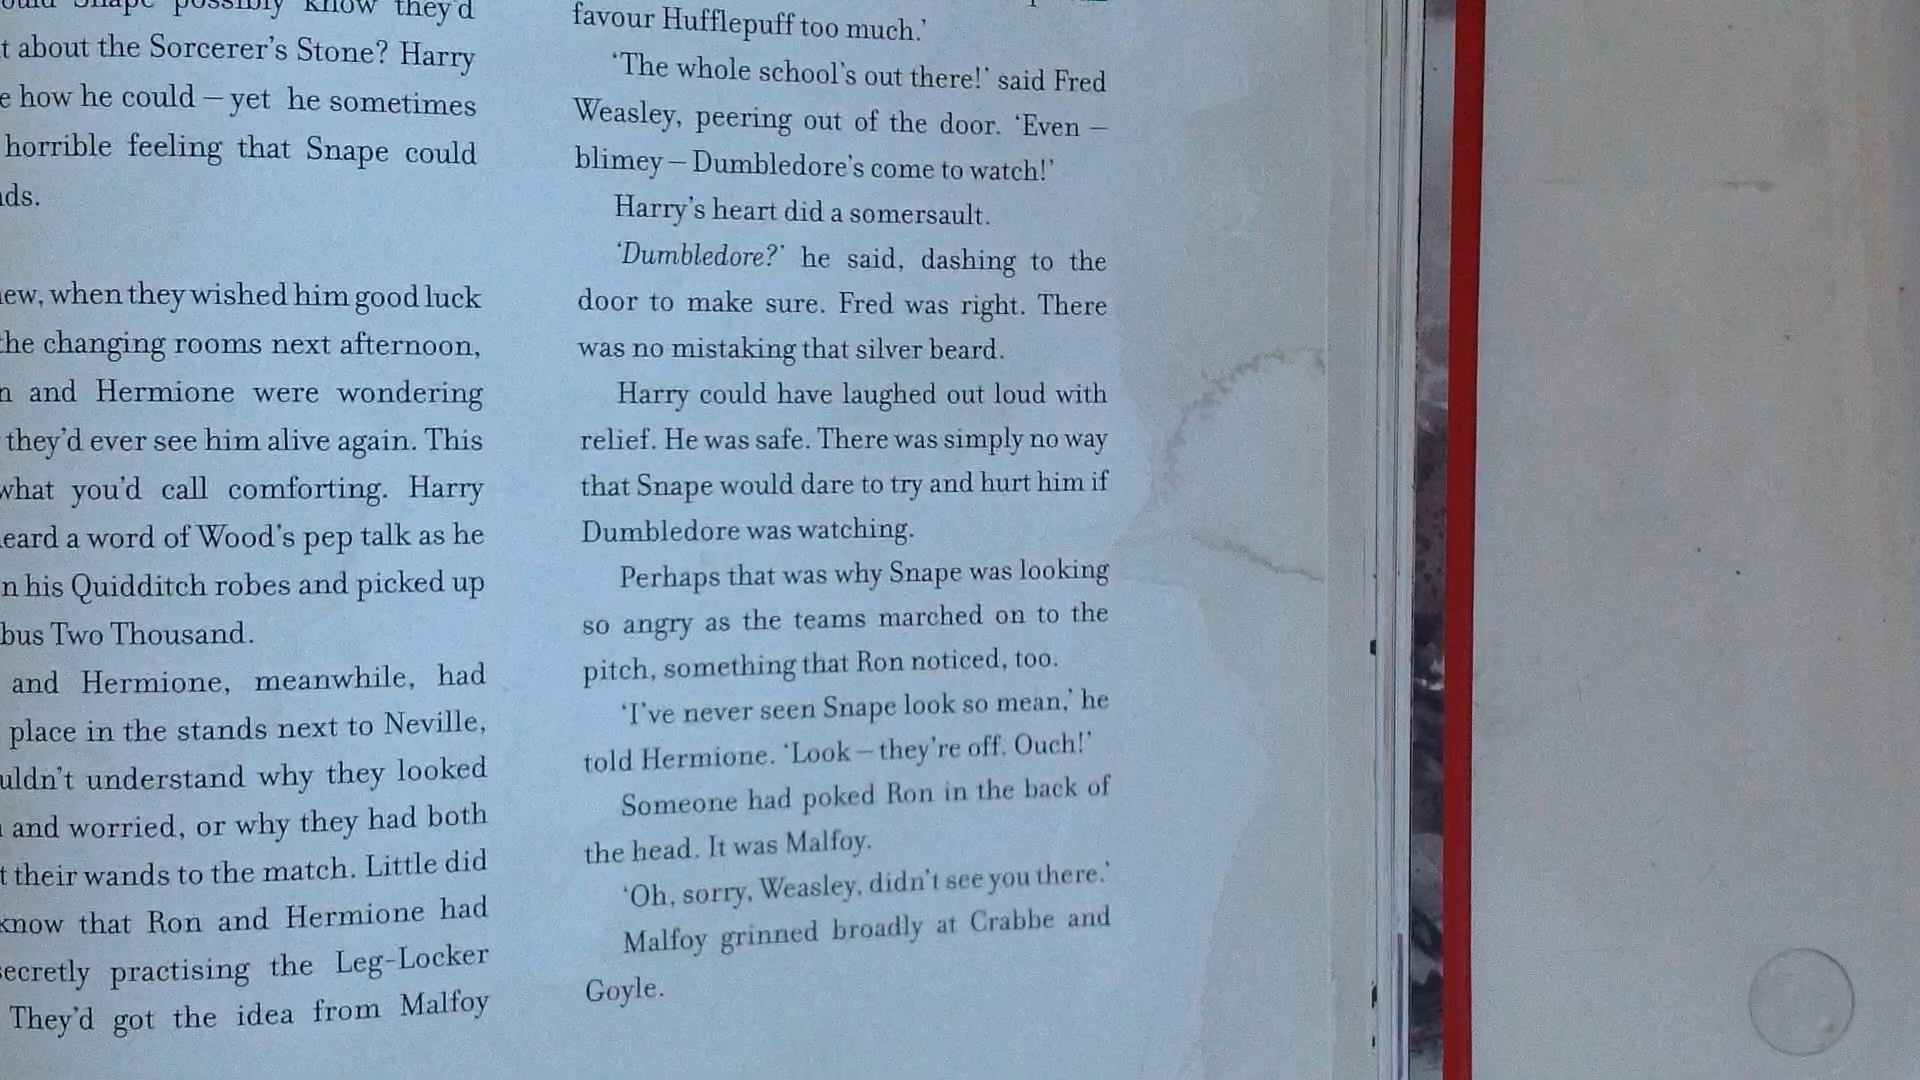 Snape possibly know they'd
t about the Sorcerer's Stone? Harry
e how he could – yet he sometimes
horrible feeling that Snape could
ds.
ew, when they wished him good luck
the changing rooms next afternoon,
n and Hermione were wondering
they'd ever see him alive again. This
what you'd call comforting. Harry
eard a word of Wood's pep talk as he
n his Quidditch robes and picked up
bus Two Thousand.
and Hermione, meanwhile, had
place in the stands next to Neville,
uldn't understand why they looked
and worried, or why they had both
t their wands to the match. Little did
know that Ron and Hermione had
secretly practising the Leg-Locker
They'd got the idea from Malfoy
favour Hufflepuff too much.'
'The whole school's out there!' said Fred
Weasley, peering out of the door. 'Even –
blimey – Dumbledore's come to watch!'
Harry's heart did a somersault.
'Dumbledore?' he said, dashing to the
door to make sure. Fred was right. There
was no mistaking that silver beard.
Harry could have laughed out loud with
relief. He was safe. There was simply no way
that Snape would dare to try and hurt him if
Dumbledore was watching.
Perhaps that was why Snape was looking
so angry as the teams marched on to the
pitch, something that Ron noticed, too.
'I've never seen Snape look so mean,' he
told Hermione. 'Look – they're off. Ouch!'
Someone had poked Ron in the back of
the head. It was Malfoy.
'Oh, sorry, Weasley, didn't see you there.'
Malfoy grinned broadly at Crabbe and
Goyle.